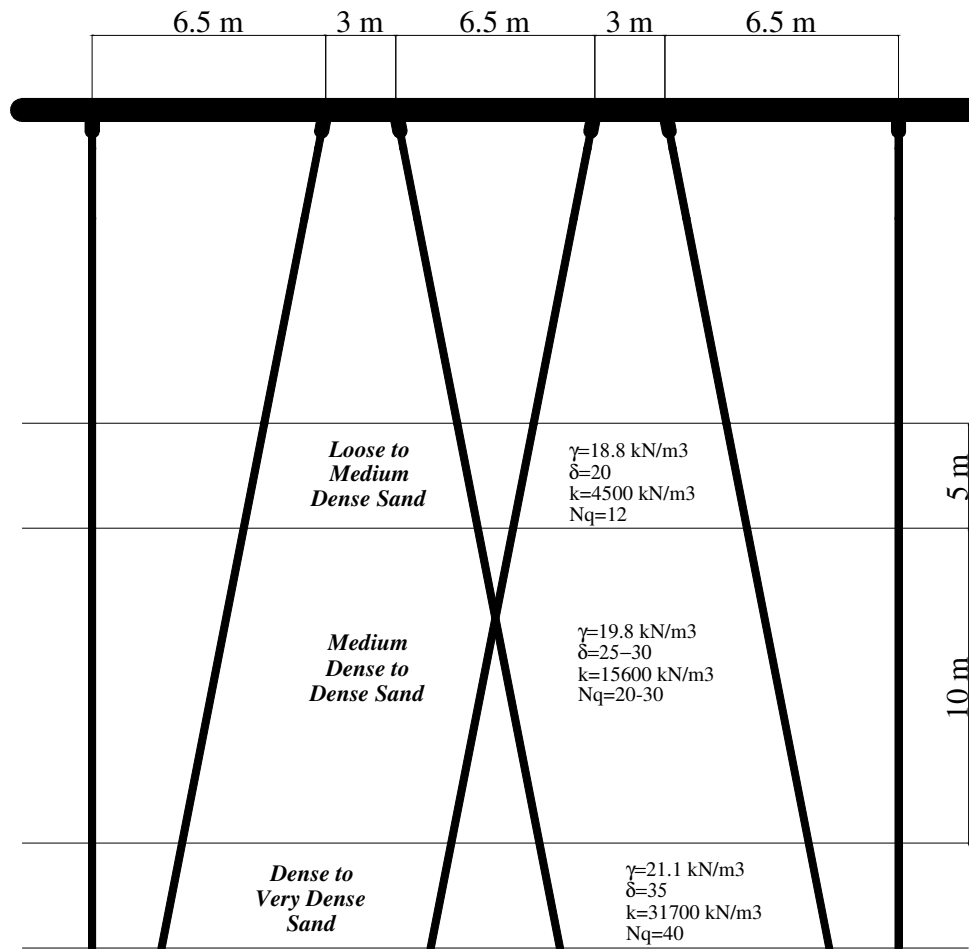 6.5 m 3 m 6.5 m 3 m 6.5 m
Loose to
Medium
Dense Sand
γ=18.8 kN/m3
δ=20
k=4500 kN/m3
Nq=12
5 m
Medium
Dense to
Dense Sand
γ=19.8 kN/m3
δ=25−30
k=15600 kN/m3
Nq=20-30
10 m
Dense to
Very Dense
Sand
γ=21.1 kN/m3
δ=35
k=31700 kN/m3
Nq=40